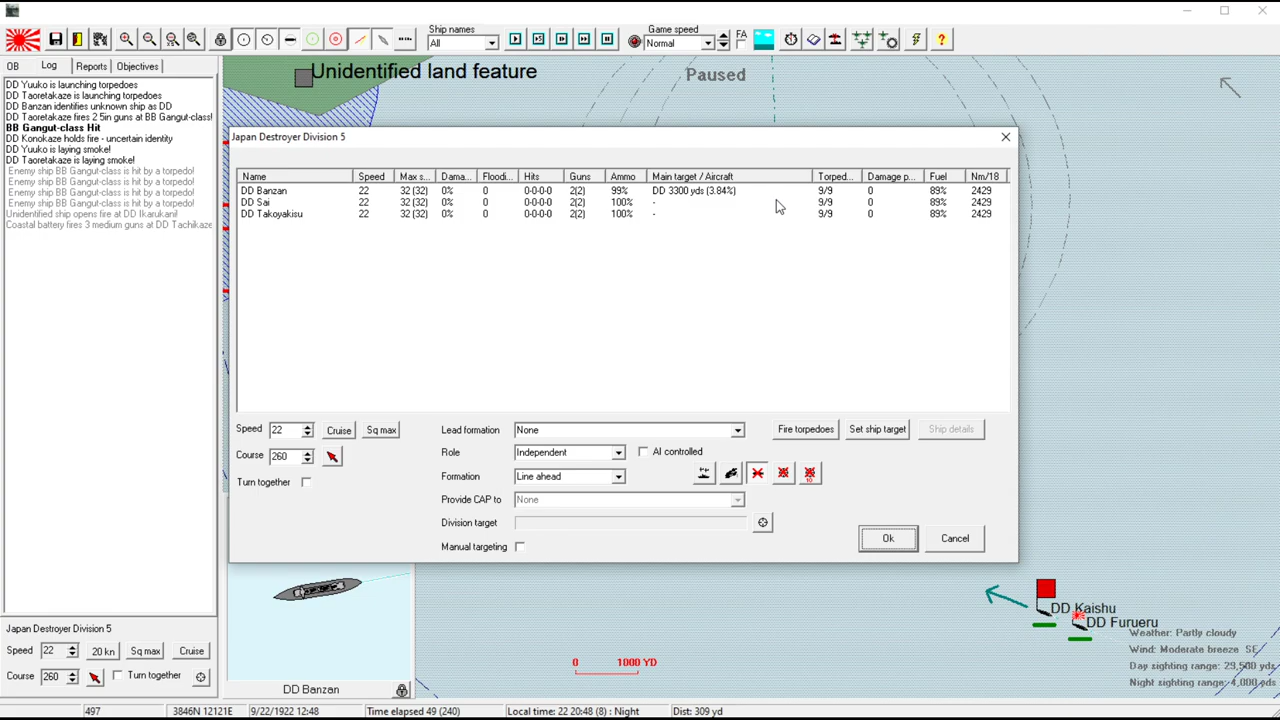 Ship names
All
Game speed
Normal
FA
OB Log Reports Objectives
DD Yuuko is launching torpedoes
DD Taoretakaze is launching torpedoes
DD Banzan identifies unknown ship as DD
DD Taoretakaze fires 2 5in guns at BB Gangut-class!
BB Gangut-class Hit
DD Konokaze holds fire - uncertain identity
DD Yuuko is laying smoke!
DD Taoretakaze is laying smoke!
Enemy ship BB Gangut-class is hit by a torpedo!
Enemy ship BB Gangut-class is hit by a torpedo!
Enemy ship BB Gangut-class is hit by a torpedo!
Unidentified ship opens fire at DD Ikarukani!
Coastal battery fires 3 medium guns at DD Tachikaze
Unidentified land feature
Paused
Japan Destroyer Division 5
Name Speed Max s... Dama... Floodi... Hits Guns Ammo Main target / Aircraft Torped... Damage p... Fuel Nm/18
DD Banzan 22 32 (32) 0% 0 0-0-0-0 2(2) 99% DD 3300 yds (3.84%) 9/9 0 89% 2429
DD Sai 22 32 (32) 0% 0 0-0-0-0 2(2) 100% - 9/9 0 89% 2429
DD Takoyakisu 22 32 (32) 0% 0 0-0-0-0 2(2) 100% - 9/9 0 89% 2429
Speed 22 Cruise Sq max
Course 260
Turn together
Lead formation None
Role Independent AI controlled
Formation Line ahead
Provide CAP to None
Division target
Manual targeting
Fire torpedoes Set ship target Ship details
10
Ok Cancel
Japan Destroyer Division 5
Speed 22 20 kn Sq max Cruise
Course 260 Turn together
DD Banzan
0 1000 YD
DD Kaishu
DD Furueru
Weather: Partly cloudy
Wind: Moderate breeze SE
Day sighting range: 29,500 yds
Night sighting range: 4,000 yds
497 3846N 12121E 9/22/1922 12:48 Time elapsed 49 (240) Local time: 22 20:48 (8) : Night Dist: 309 yd